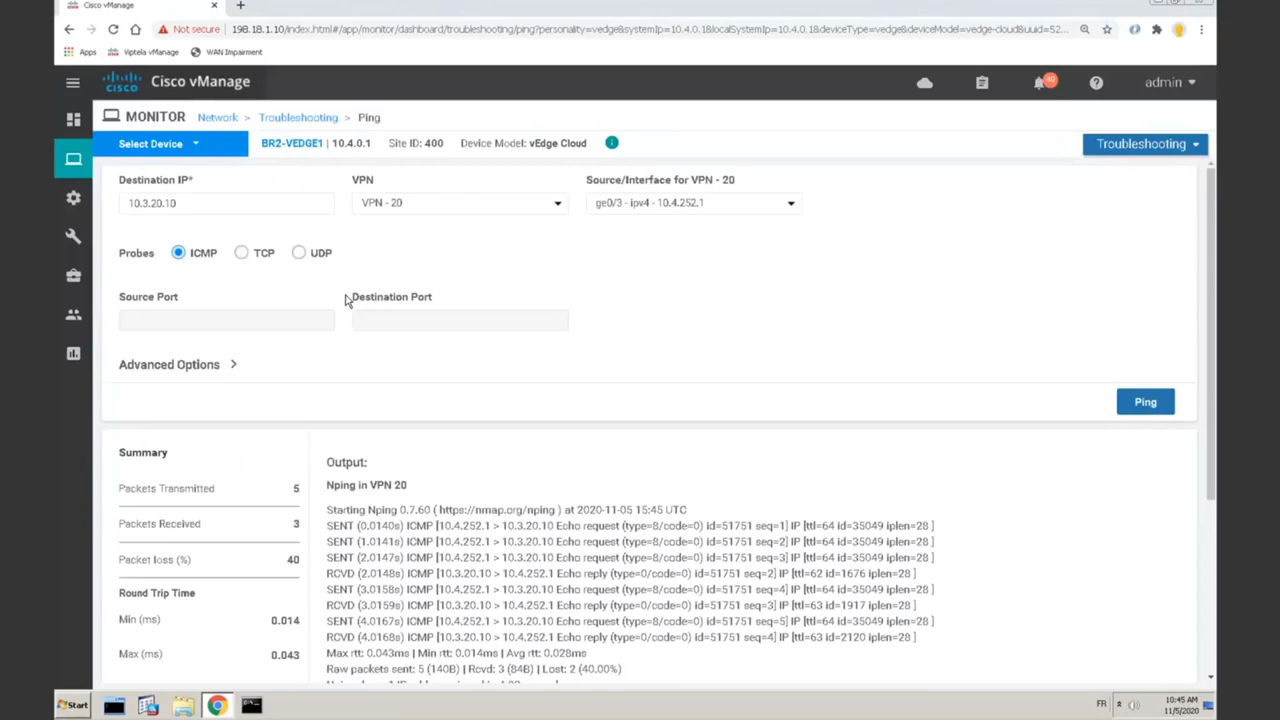 Cisco vManage
Not secure 198.18.1.10/index.html#/app/monitor/dashboard/troubleshooting/ping?personality=vedge&systemIp=10.4.0.1&localSystemIp=10.4.0.1&deviceType=vedge&deviceModel=vedge-cloud&uuid=52...
Apps Viptela vManage WAN Impairment
CISCO Cisco vManage 40 admin
MONITOR Network > Troubleshooting > Ping
Select Device BR2-VEDGE1 | 10.4.0.1 Site ID: 400 Device Model: vEdge Cloud Troubleshooting
Destination IP* VPN Source/Interface for VPN - 20
10.3.20.10 VPN - 20 ge0/3 - ipv4 - 10.4.252.1
Probes ICMP TCP UDP
Source Port Destination Port
Advanced Options >
Ping
Summary
Packets Transmitted 5
Packets Received 3
Packet loss (%) 40
Round Trip Time
Min (ms) 0.014
Max (ms) 0.043
Output:
Nping in VPN 20
Starting Nping 0.7.60 ( https://nmap.org/nping ) at 2020-11-05 15:45 UTC
SENT (0.0140s) ICMP [10.4.252.1 > 10.3.20.10 Echo request (type=8/code=0) id=51751 seq=1] IP [ttl=64 id=35049 iplen=28 ]
SENT (1.0141s) ICMP [10.4.252.1 > 10.3.20.10 Echo request (type=8/code=0) id=51751 seq=2] IP [ttl=64 id=35049 iplen=28 ]
SENT (2.0147s) ICMP [10.4.252.1 > 10.3.20.10 Echo request (type=8/code=0) id=51751 seq=3] IP [ttl=64 id=35049 iplen=28 ]
RCVD (2.0148s) ICMP [10.3.20.10 > 10.4.252.1 Echo reply (type=0/code=0) id=51751 seq=2] IP [ttl=62 id=1676 iplen=28 ]
SENT (3.0158s) ICMP [10.4.252.1 > 10.3.20.10 Echo request (type=8/code=0) id=51751 seq=4] IP [ttl=64 id=35049 iplen=28 ]
RCVD (3.0159s) ICMP [10.3.20.10 > 10.4.252.1 Echo reply (type=0/code=0) id=51751 seq=3] IP [ttl=63 id=1917 iplen=28 ]
SENT (4.0167s) ICMP [10.4.252.1 > 10.3.20.10 Echo request (type=8/code=0) id=51751 seq=5] IP [ttl=64 id=35049 iplen=28 ]
RCVD (4.0168s) ICMP [10.3.20.10 > 10.4.252.1 Echo reply (type=0/code=0) id=51751 seq=4] IP [ttl=63 id=2120 iplen=28 ]
Max rtt: 0.043ms | Min rtt: 0.014ms | Avg rtt: 0.028ms
Raw packets sent: 5 (140B) | Rcvd: 3 (84B) | Lost: 2 (40.00%)
Start FR 10:45 AM
11/5/2020